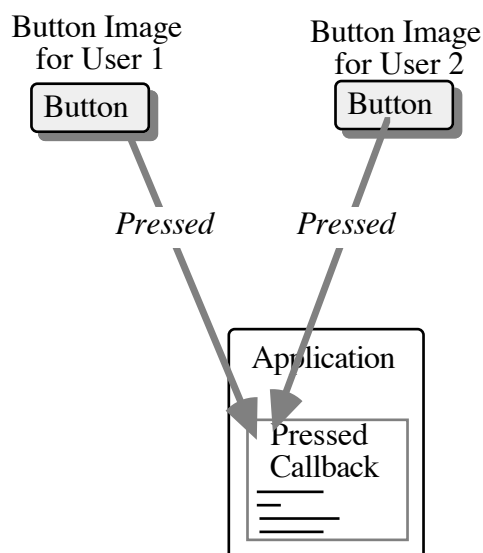 Button Image
for User 1
Button
Button Image
for User 2
Button
Pressed
Pressed
Application
Pressed
Callback